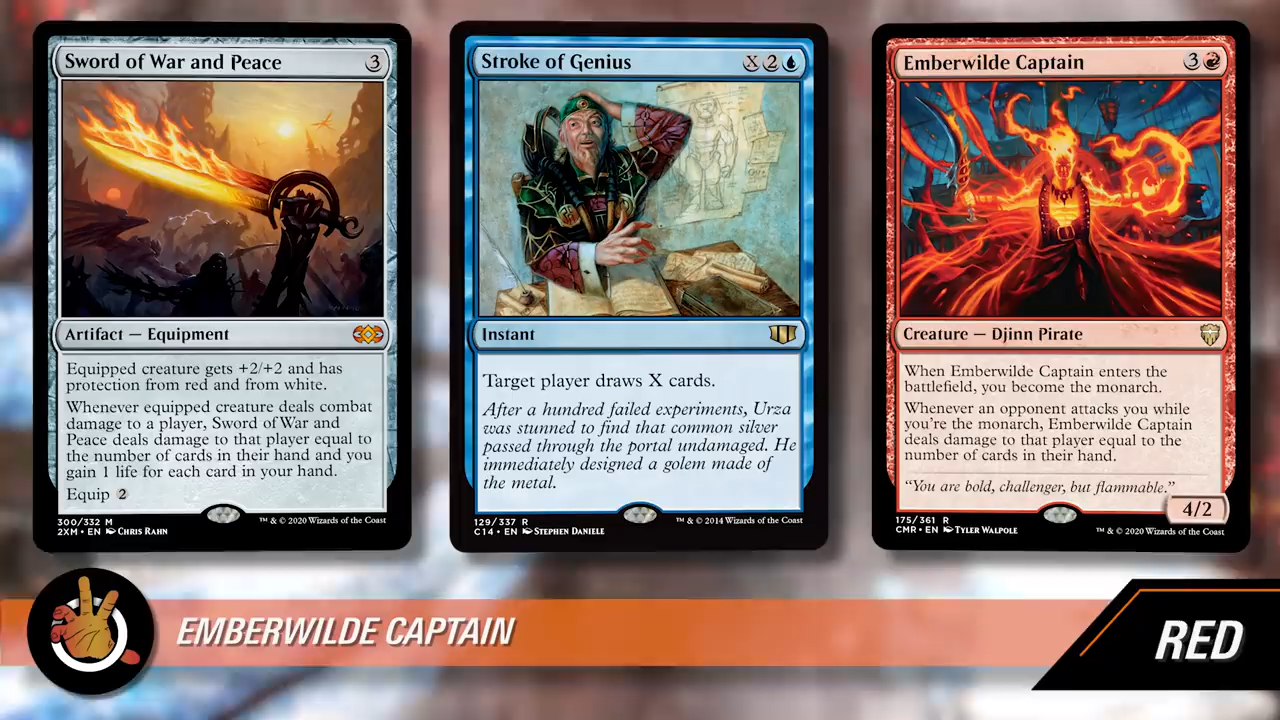 Sword of War and Peace 3
Artifact — Equipment
Equipped creature gets +2/+2 and has
protection from red and from white.
Whenever equipped creature deals combat
damage to a player, Sword of War and
Peace deals damage to that player equal to
the number of cards in their hand and you
gain 1 life for each card in your hand.
Equip 2
300/332 M
2XM • EN Chris Rahn
™ & © 2020 Wizards of the Coast
Stroke of Genius X 2
Instant
Target player draws X cards.
After a hundred failed experiments, Urza
was stunned to find that common silver
passed through the portal undamaged. He
immediately designed a golem made of
the metal.
129/337 R
C14 • EN Stephen Daniele
™ & © 2014 Wizards of the Coast
Emberwilde Captain 3
Creature — Djinn Pirate
When Emberwilde Captain enters the
battlefield, you become the monarch.
Whenever an opponent attacks you while
you're the monarch, Emberwilde Captain
deals damage to that player equal to the
number of cards in their hand.
"You are bold, challenger, but flammable."
4/2
175/361 R
CMR • EN Tyler Walpole
™ & © 2020 Wizards of the Coast
EMBERWILDE CAPTAIN
RED